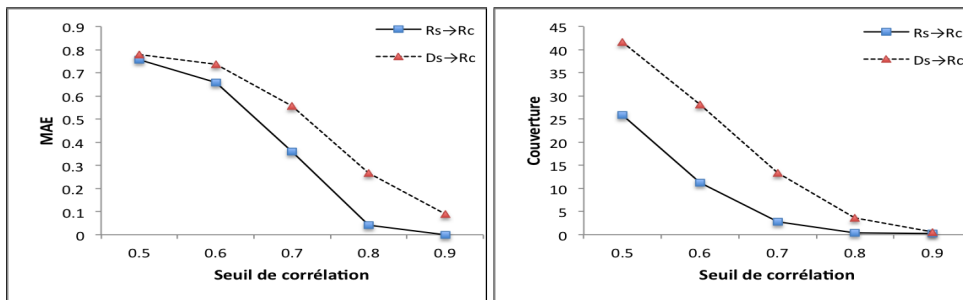 0.9
0.8
0.7
0.6
0.5
0.4
0.3
0.2
0.1
0
MAE
Rs→Rc
Ds→Rc
0.5 0.6 0.7 0.8 0.9
Seuil de corrélation
45
40
35
30
25
20
15
10
5
0
Couverture
Rs→Rc
Ds→Rc
0.5 0.6 0.7 0.8 0.9
Seuil de corrélation